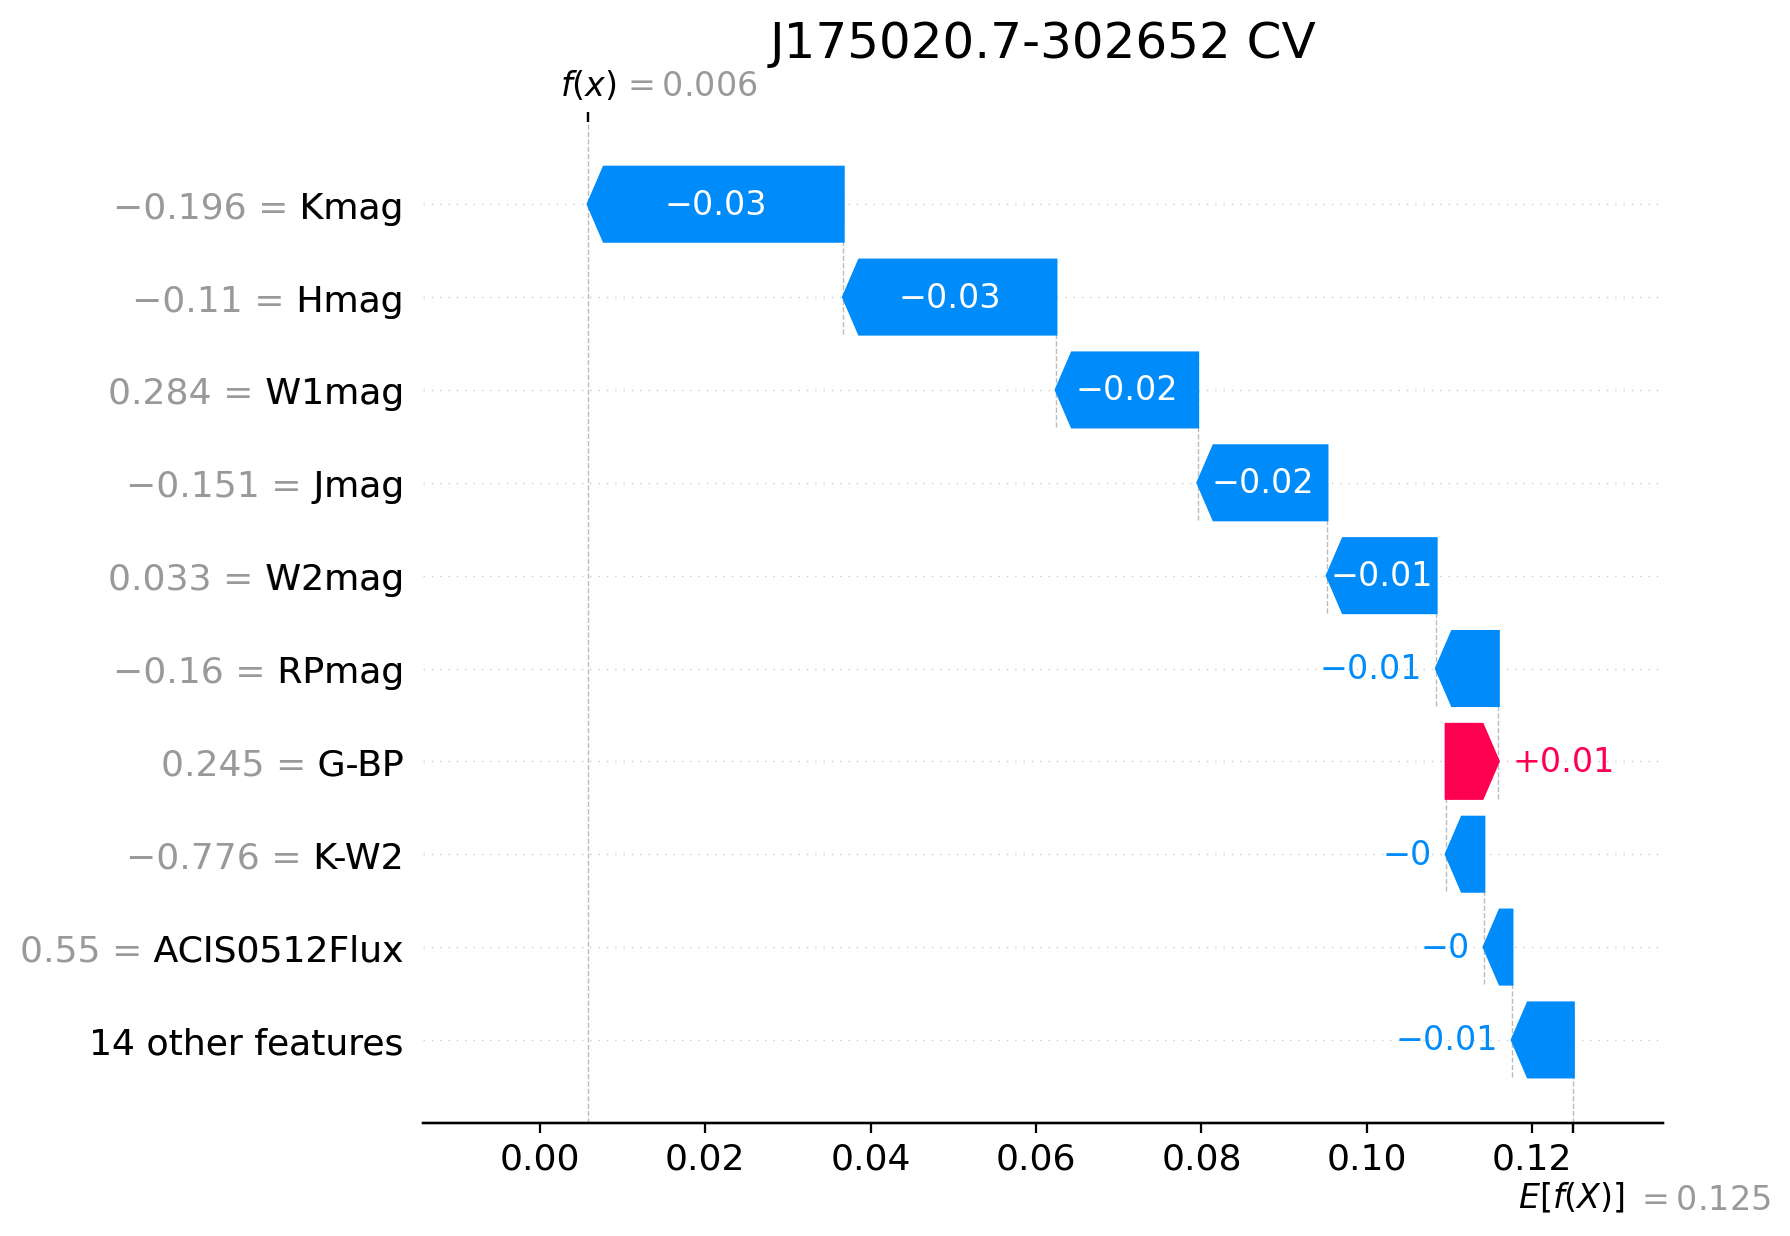 J175020.7-302652 CV
f(x) = 0.006
−0.196 = Kmag −0.03
−0.11 = Hmag −0.03
0.284 = W1mag −0.02
−0.151 = Jmag −0.02
0.033 = W2mag −0.01
−0.16 = RPmag −0.01
0.245 = G-BP +0.01
−0.776 = K-W2 −0
0.55 = ACIS0512Flux −0
14 other features −0.01
0.00 0.02 0.04 0.06 0.08 0.10 0.12
E[f(X)] = 0.125